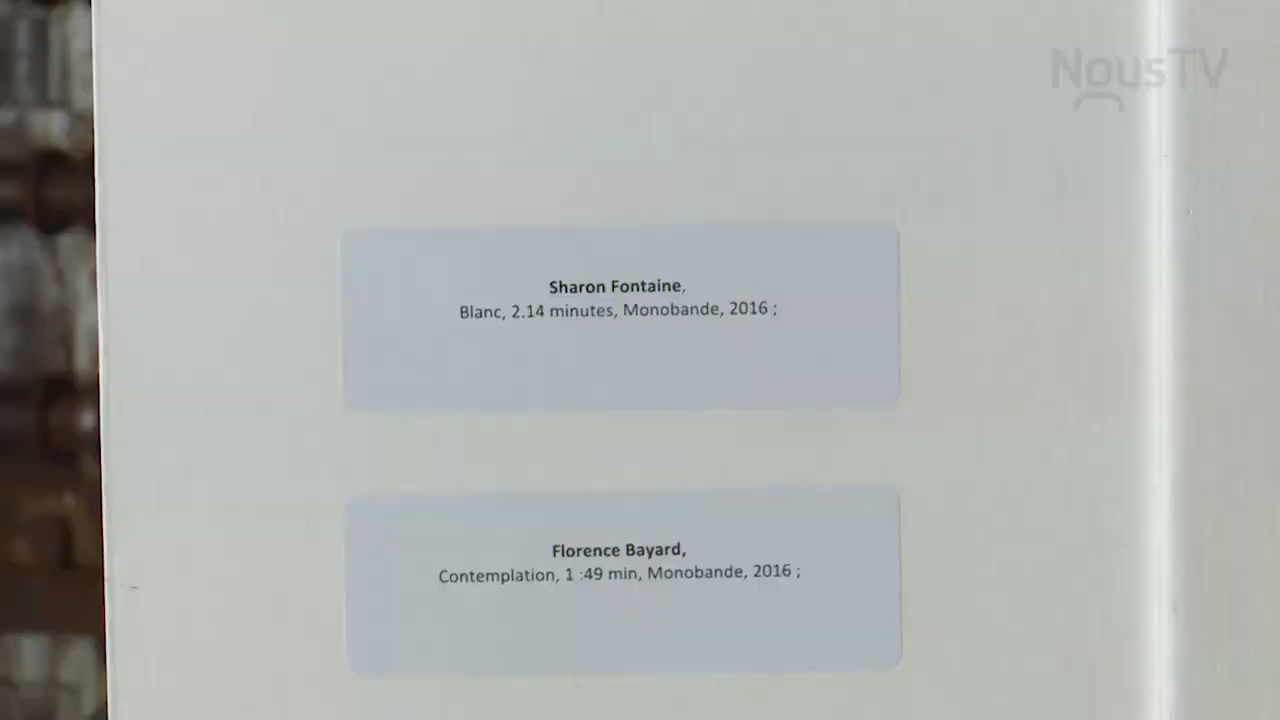 NousTV
Sharon Fontaine,
Blanc, 2.14 minutes, Monobande, 2016 ;
Florence Bayard,
Contemplation, 1 :49 min, Monobande, 2016 ;